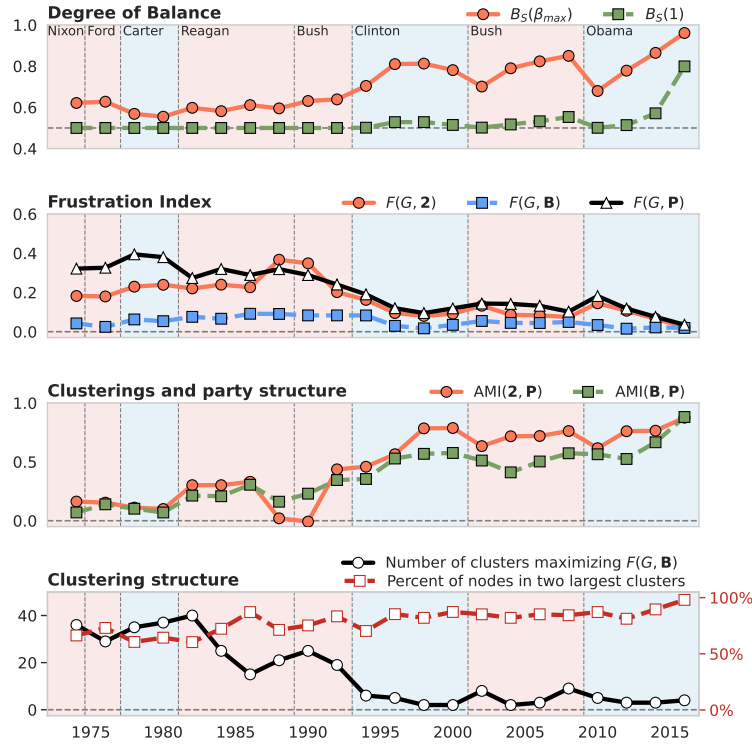 Degree of Balance
B_S(β_max) B_S(1)
Nixon Ford Carter Reagan Bush Clinton Bush Obama
1.0
0.8
0.6
0.4
Frustration Index
F(G, 2) F(G, B) F(G, P)
0.6
0.4
0.2
0.0
Clusterings and party structure
AMI(2, P) AMI(B, P)
1.0
0.5
0.0
Number of clusters maximizing F(G, B)
Clustering structure
Percent of nodes in two largest clusters
40
20
0
100%
50%
0%
1975 1980 1985 1990 1995 2000 2005 2010 2015